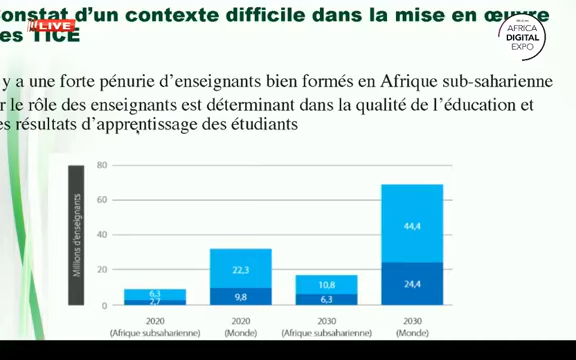 onstat d'un contexte difficile dans la mise en œuvre
es TICE
LIVE
AFRICA
DIGITAL
EXPO
y a une forte pénurie d'enseignants bien formés en Afrique sub-saharienne
r le rôle des enseignants est déterminant dans la qualité de l'éducation et
es résultats d'apprentissage des étudiants
Millions d'enseignants
80
60
40
20
0
6,3
2,7
22,3
9,8
10,8
6,3
44,4
24,4
2020 2020 2030 2030
(Afrique subsaharienne) (Monde) (Afrique subsaharienne) (Monde)